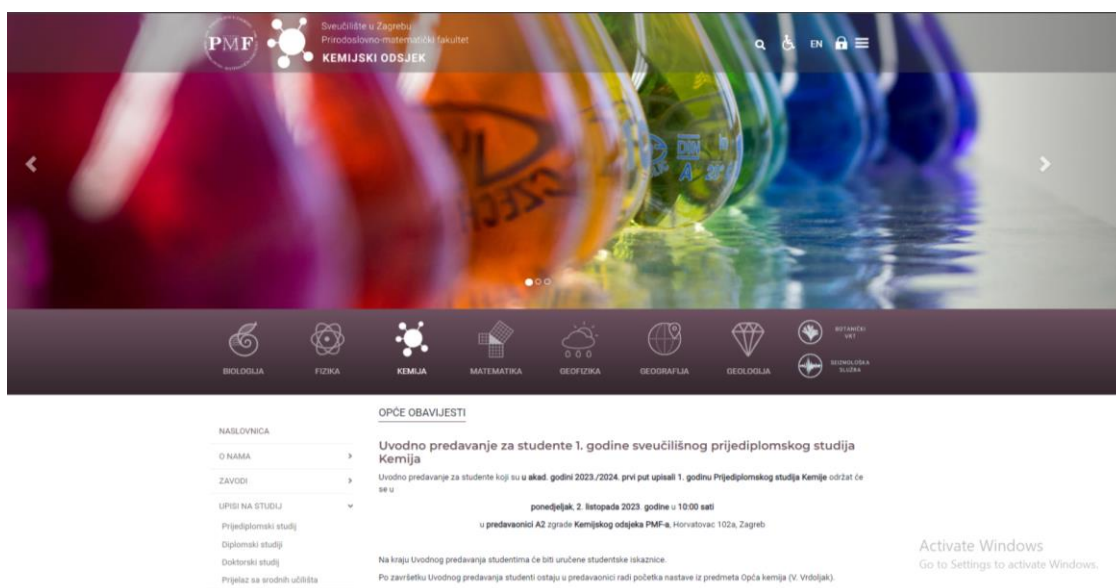 PMF
Sveučilište u Zagrebu
Prirodoslovno-matematički fakultet
KEMIJSKI ODSJEK
EN
CZECH
DIN
A
BIOLOGIJA
FIZIKA
KEMIJA
MATEMATIKA
GEOFIZIKA
GEOGRAFIJA
GEOLOGIJA
BOTANIČKI
VRT
SEIZMOLOŠKA
SLUŽBA
NASLOVNICA
O NAMA
ZAVODI
UPISI NA STUDIJ
Prijediplomski studij
Diplomski studiji
Doktorski studij
Prijelaz sa srodnih učilišta
OPĆE OBAVIJESTI
Uvodno predavanje za studente 1. godine sveučilišnog prijediplomskog studija
Kemija
Uvodno predavanje za studente koji su u akad. godini 2023./2024. prvi put upisali 1. godinu Prijediplomskog studija Kemije održat će
se u
ponedjeljak, 2. listopada 2023. godine u 10:00 sati
u predavaonici A2 zgrade Kemijskog odsjeka PMF-a, Horvatovac 102a, Zagreb
Na kraju Uvodnog predavanja studentima će biti uručene studentske iskaznice.
Po završetku Uvodnog predavanja studenti ostaju u predavaonici radi početka nastave iz predmeta Opća kemija (V. Vrdoljak).
Activate Windows
Go to Settings to activate Windows.